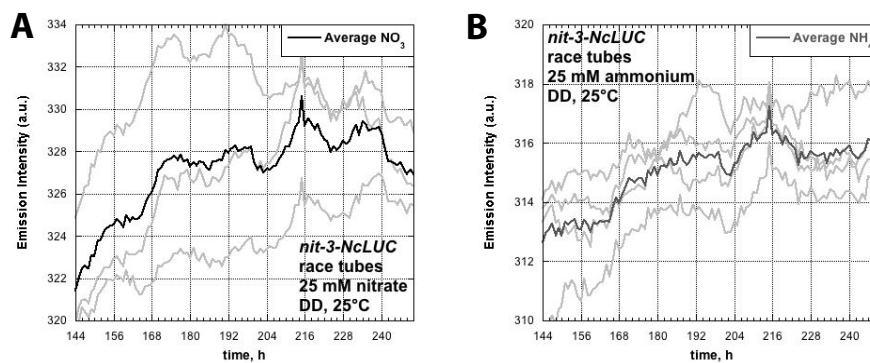 A
Emission Intensity (a.u.)
334
332
330
328
326
324
322
320
Average NO3
nit-3-NcLUC
race tubes
25 mM nitrate
DD, 25°C
144 156 168 180 192 204 216 228 240
time, h
B
Emission Intensity (a.u.)
320
318
316
314
312
310
Average NH
nit-3-NcLUC
race tubes
25 mM ammonium
DD, 25°C
144 156 168 180 192 204 216 228 240
time, h